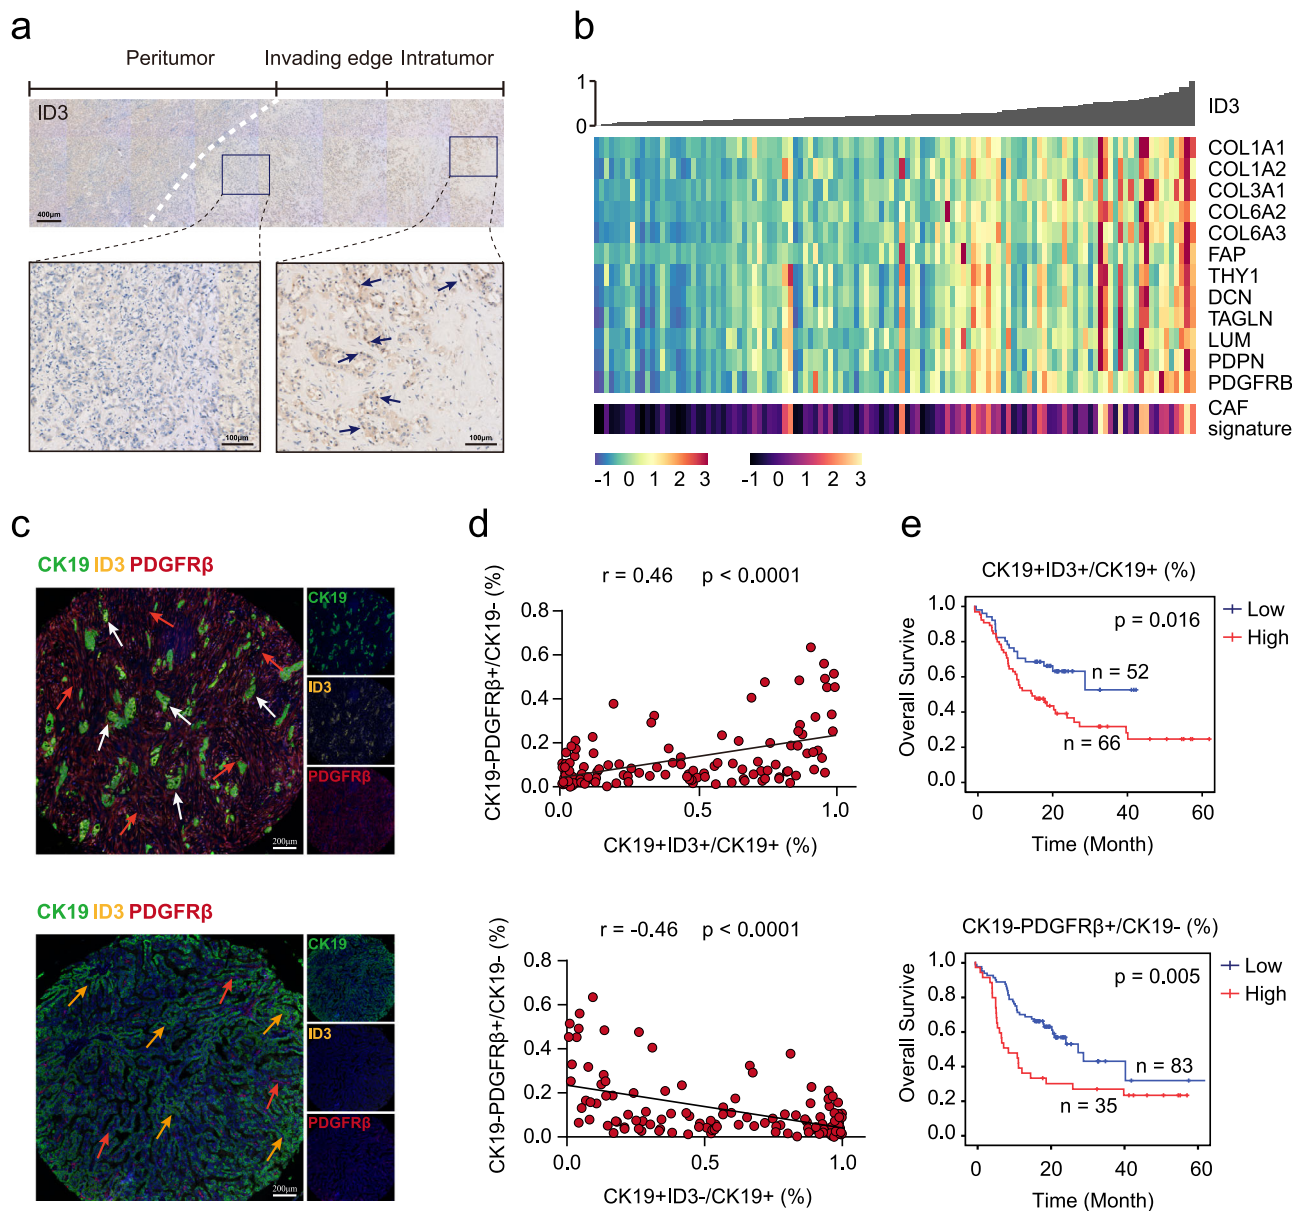 a
Peritumor Invading edge Intratumor
ID3
400μm
100μm
100μm
b
1
0
ID3
COL1A1
COL1A2
COL3A1
COL6A2
COL6A3
FAP
THY1
DCN
TAGLN
LUM
PDPN
PDGFRB
CAF
signature
-1 0 1 2 3
-1 0 1 2 3
c
CK19 ID3 PDGFRβ
CK19
ID3
PDGFRβ
200μm
CK19 ID3 PDGFRβ
CK19
ID3
PDGFRβ
200μm
d
r = 0.46 p < 0.0001
CK19-PDGFRβ+/CK19- (%)
0.8
0.6
0.4
0.2
0.0
0.0 0.5 1.0
CK19+ID3+/CK19+ (%)
r = -0.46 p < 0.0001
CK19-PDGFRβ+/CK19- (%)
0.8
0.6
0.4
0.2
0.0
0.0 0.5 1.0
CK19+ID3-/CK19+ (%)
e
CK19+ID3+/CK19+ (%)
p = 0.016
Low
High
n = 52
n = 66
Overall Survive
1.0
0.8
0.6
0.4
0.2
0.0
0 20 40 60
Time (Month)
CK19-PDGFRβ+/CK19- (%)
p = 0.005
Low
High
n = 83
n = 35
Overall Survive
1.0
0.8
0.6
0.4
0.2
0.0
0 20 40 60
Time (Month)